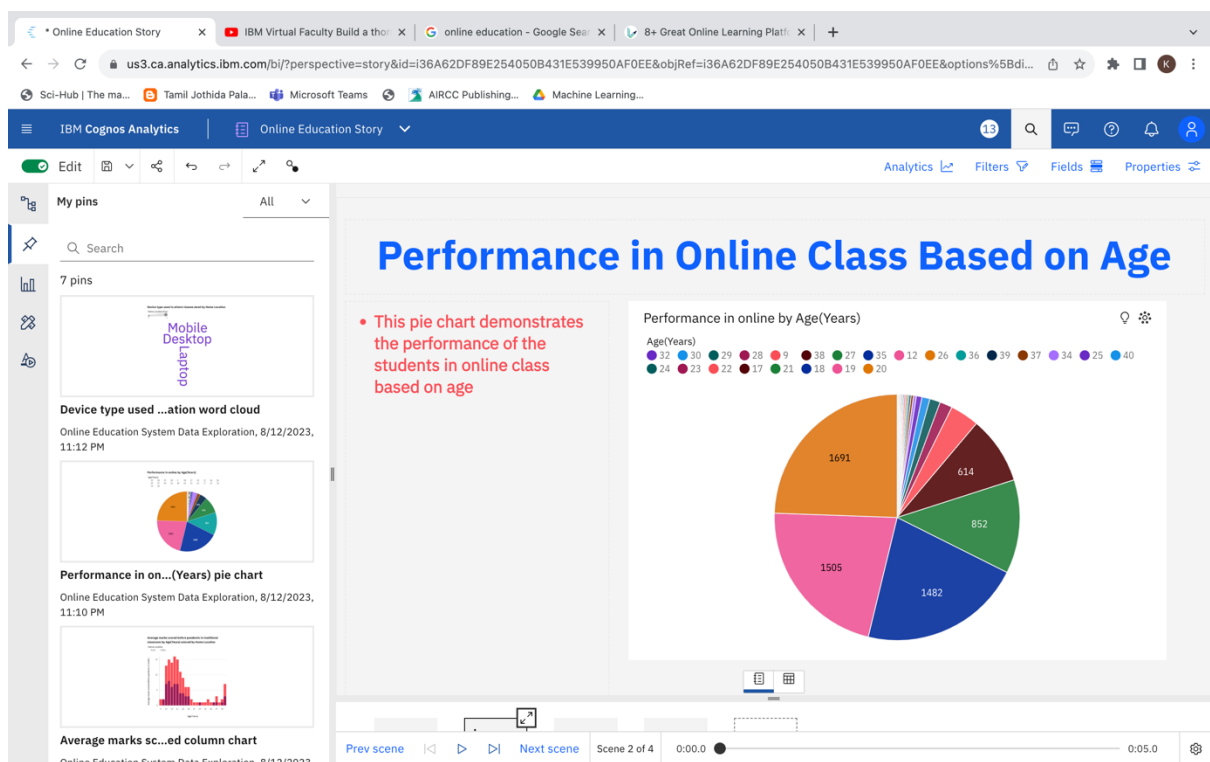 * Online Education Story
IBM Virtual Faculty Build a thor
online education - Google Sear
8+ Great Online Learning Platfo
us3.ca.analytics.ibm.com/bi/?perspective=story&id=i36A62DF89E254050B431E539950AF0EE&objRef=i36A62DF89E254050B431E539950AF0EE&options%5Bdi...
K
Sci-Hub | The ma...
Tamil Jothida Pala...
Microsoft Teams
AIRCC Publishing...
Machine Learning...
IBM Cognos Analytics
Online Education Story
13
Edit
Analytics
Filters
Fields
Properties
My pins
All
Search
7 pins
Mobile
Desktop
Laptop
Device type used ...ation word cloud
Online Education System Data Exploration, 8/12/2023,
11:12 PM
Performance in on...(Years) pie chart
Online Education System Data Exploration, 8/12/2023,
11:10 PM
Average marks sc...ed column chart
Online Education System Data Exploration, 8/12/2023,
Performance in Online Class Based on Age
• This pie chart demonstrates
the performance of the
students in online class
based on age
Performance in online by Age(Years)
Age(Years)
32 30 29 28 9 38 27 35 12 26 36 39 37 34 25 40
24 23 22 17 21 18 19 20
1691
614
852
1505
1482
Prev scene
Next scene
Scene 2 of 4
0:00.0
0:05.0